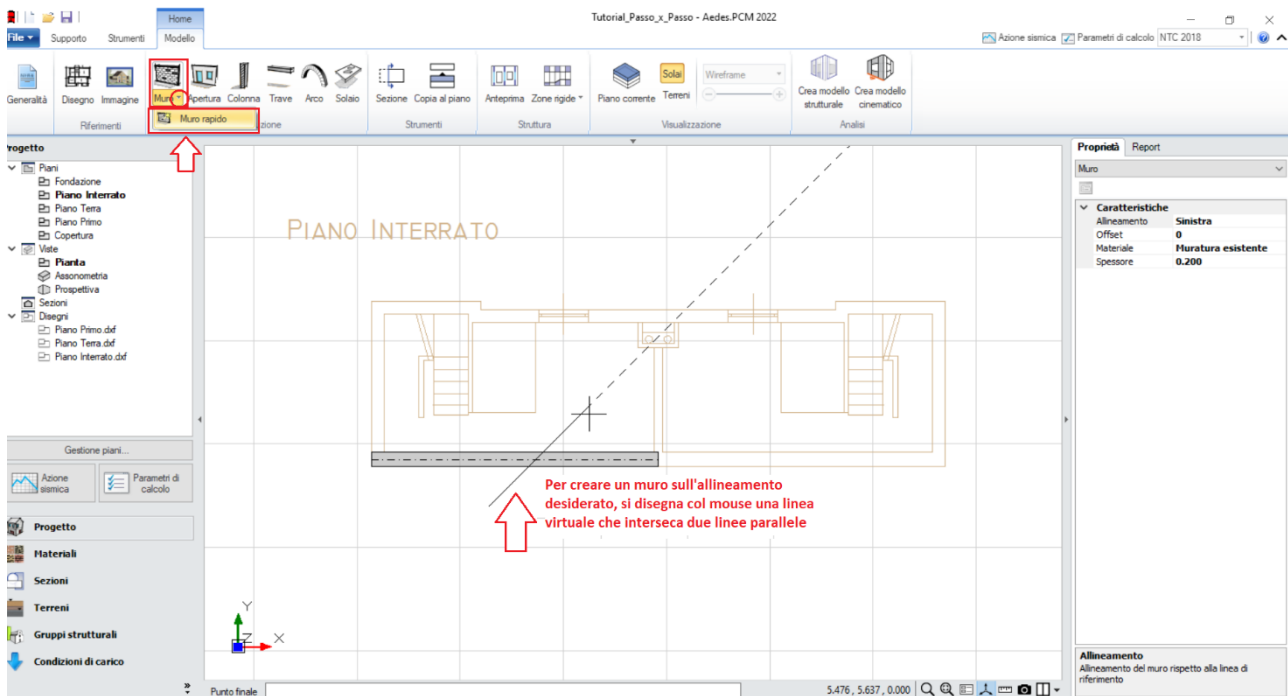 Home
Tutorial_Passo_x_Passo - Aedes.PCM 2022
File
Supporto
Strumenti
Modello
Azione sismica
Parametri di calcolo
NTC 2018
Generalità
Disegno
Immagine
Muro
Apertura
Colonna
Trave
Arco
Solaio
Sezione
Copia al piano
Anteprima
Zone rigide
Piano corrente
Solai
Terreni
Wireframe
Crea modello strutturale
Crea modello cinematico
Muro rapido
Riferimenti
zione
Strumenti
Struttura
Visualizzazione
Analisi
Progetto
Piani
Fondazione
Piano Interrato
Piano Terra
Piano Primo
Copertura
Viste
Pianta
Assonometria
Prospettiva
Sezioni
Disegni
Piano Primo.dxf
Piano Terra.dxf
Piano Interrato.dxf
Gestione piani...
Azione sismica
Parametri di calcolo
Progetto
Materiali
Sezioni
Terreni
Gruppi strutturali
Condizioni di carico
PIANO INTERRATO
Per creare un muro sull'allineamento
desiderato, si disegna col mouse una linea
virtuale che interseca due linee parallele
Y
Z
X
Punto finale
5.476 , 5.637 , 0.000
Proprietà
Report
Muro
Caratteristiche
Allineamento Sinistra
Offset 0
Materiale Muratura esistente
Spessore 0.200
Allineamento
Allineamento del muro rispetto alla linea di
riferimento